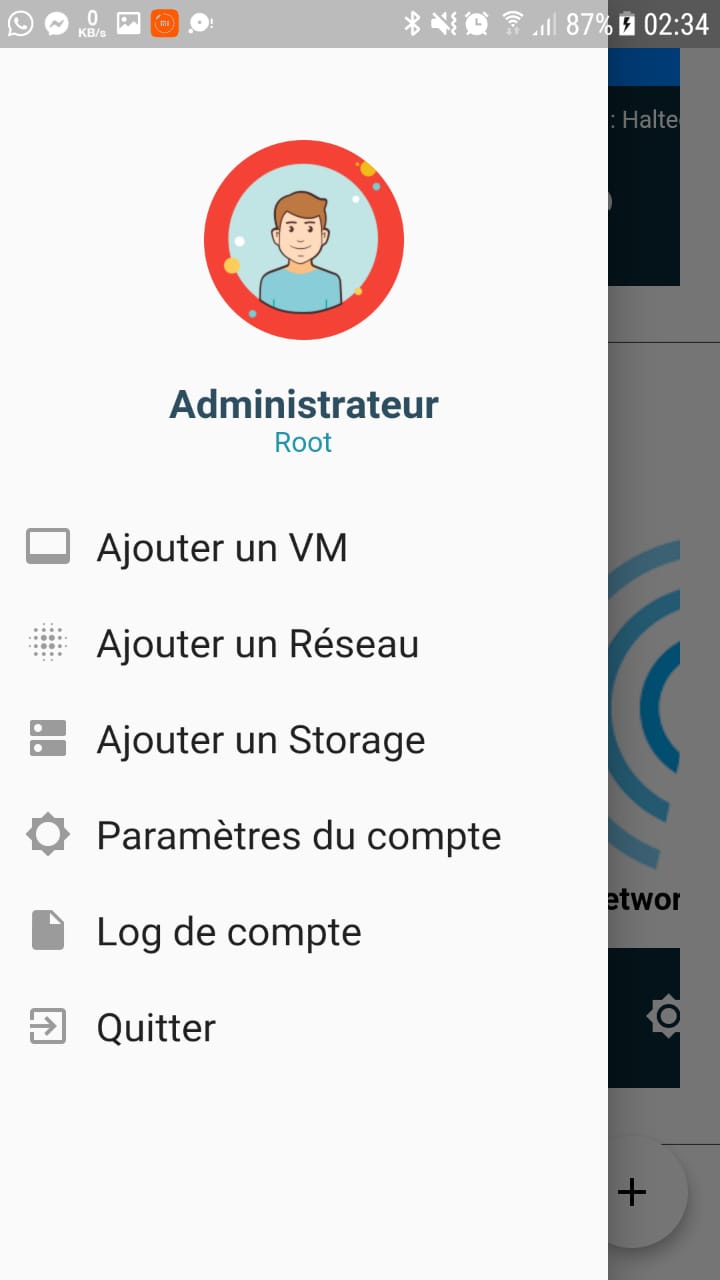 0
KB/s
87%
02:34
: Halte
Administrateur
Root
Ajouter un VM
Ajouter un Réseau
Ajouter un Storage
Paramètres du compte
etwor
Log de compte
Quitter
+